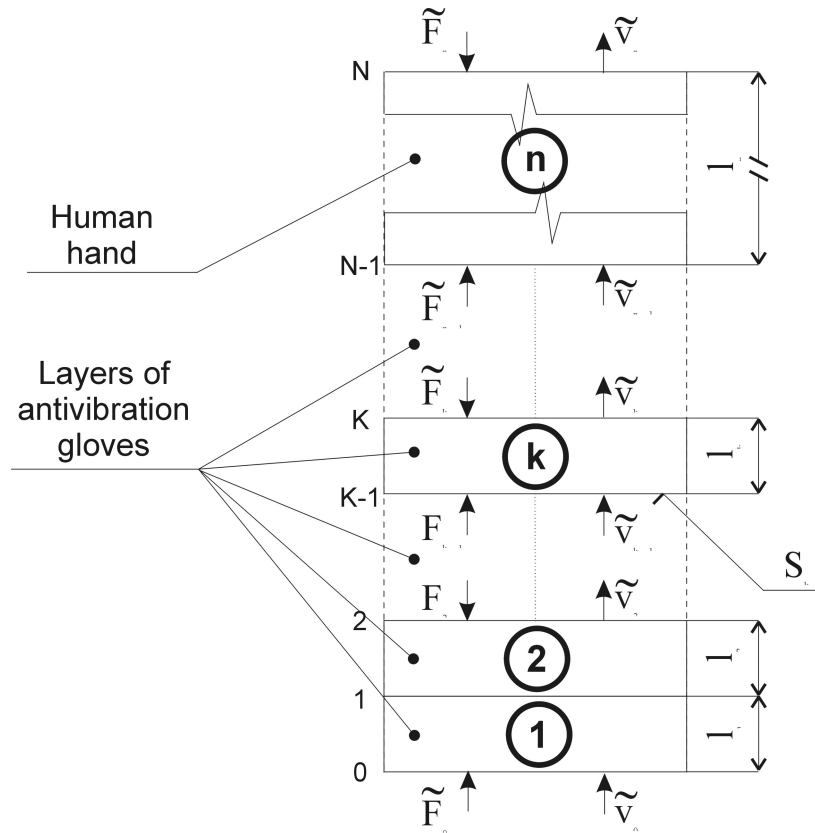 F̃ ṽ
N
n
l
Human
hand
N-1
F̃ ṽ
Layers of
antivibration
gloves
F̃ ṽ
K
k
l
K-1
F ṽ
S
F ṽ
2
2
l
1
1
l
0
F̃ ṽ